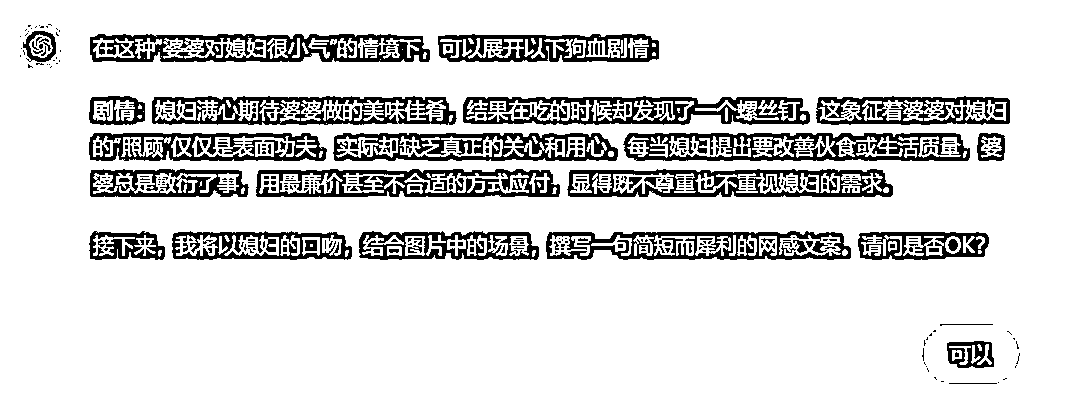 在这种“婆婆对媳妇很小气”的情境下，可以展开以下狗血剧情：
剧情：媳妇满心期待婆婆做的美味佳肴，结果在吃的时候却发现了一个螺丝钉。这象征着婆婆对媳妇
的“照顾”仅仅是表面功夫，实际却缺乏真正的关心和用心。每当媳妇提出要改善伙食或生活质量，婆
婆总是敷衍了事，用最廉价甚至不合适的方式应付，显得既不尊重也不重视媳妇的需求。
接下来，我将以媳妇的口吻，结合图片中的场景，撰写一句简短而犀利的网感文案。请问是否OK？
可以